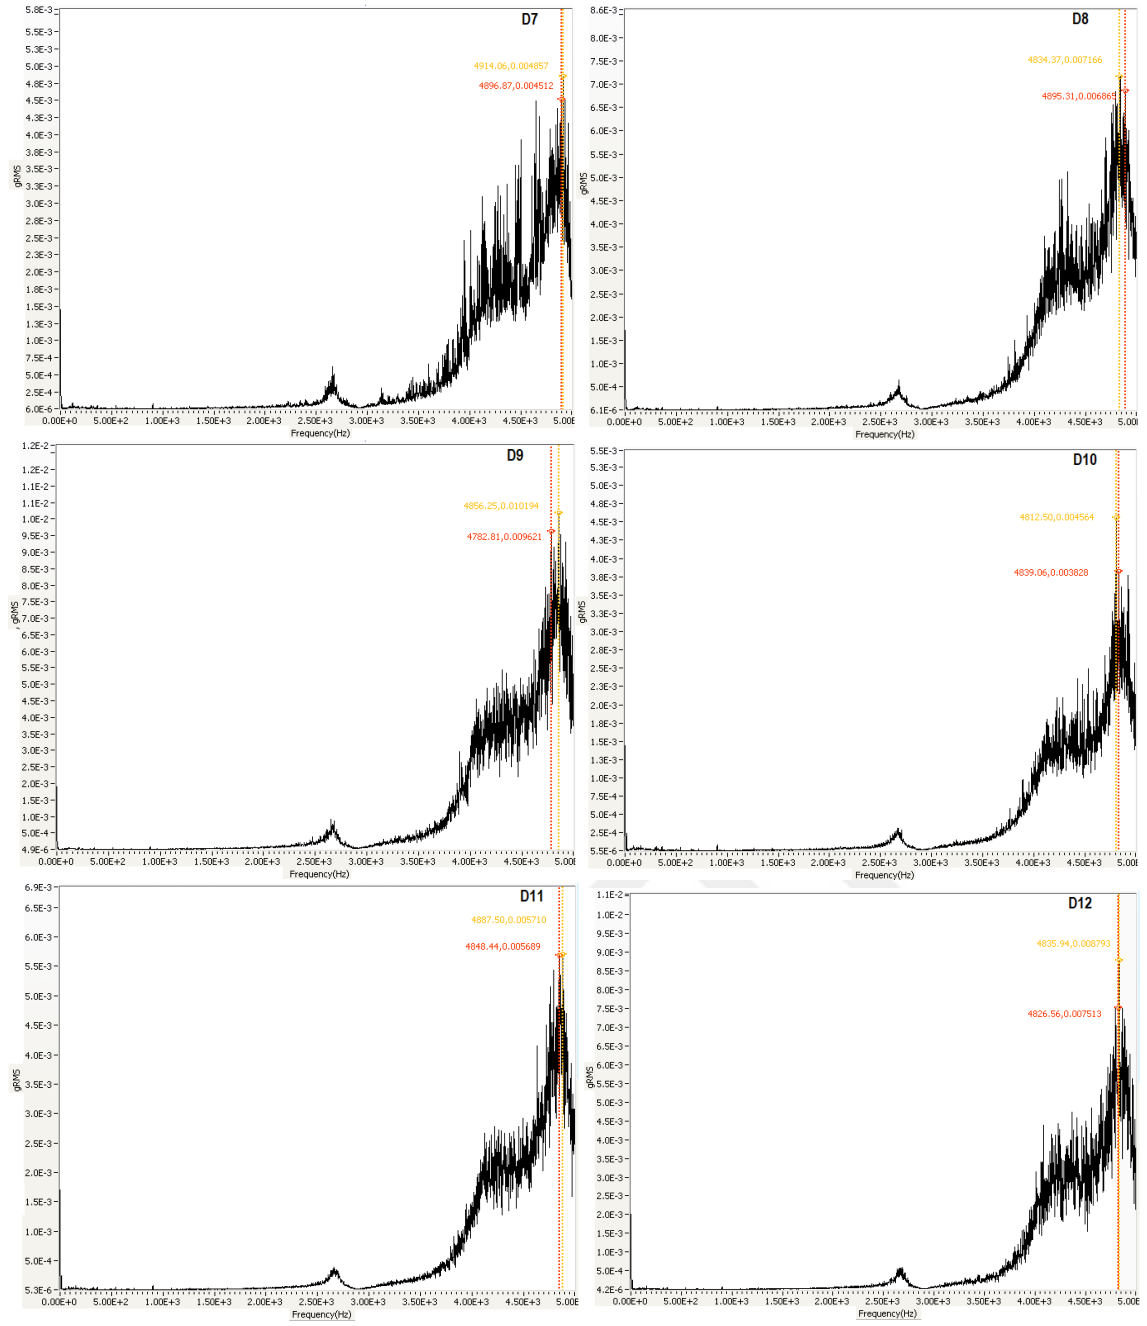 D7
5.8E-3
5.5E-3
5.3E-3
5.0E-3
4.8E-3
4.5E-3
4.3E-3
4.0E-3
3.8E-3
3.5E-3
3.3E-3
3.0E-3
2.8E-3
2.5E-3
2.3E-3
2.0E-3
1.8E-3
1.5E-3
1.3E-3
1.0E-3
7.5E-4
5.0E-4
2.5E-4
6.0E-6
gRMS
4914.06,0.004857
4896.87,0.004512
0.00E+0 5.00E+2 1.00E+3 1.50E+3 2.00E+3 2.50E+3 3.00E+3 3.50E+3 4.00E+3 4.50E+3 5.00E
Frequency(Hz)
D8
8.6E-3
8.0E-3
7.5E-3
7.0E-3
6.5E-3
6.0E-3
5.5E-3
5.0E-3
4.5E-3
4.0E-3
3.5E-3
3.0E-3
2.5E-3
2.0E-3
1.5E-3
1.0E-3
5.0E-4
6.1E-6
gRMS
4834.37,0.007166
4895.31,0.006865
0.00E+0 5.00E+2 1.00E+3 1.50E+3 2.00E+3 2.50E+3 3.00E+3 3.50E+3 4.00E+3 4.50E+3 5.00E
Frequency(Hz)
D9
1.2E-2
1.2E-2
1.1E-2
1.1E-2
1.0E-2
9.5E-3
9.0E-3
8.5E-3
8.0E-3
7.5E-3
7.0E-3
6.5E-3
6.0E-3
5.5E-3
5.0E-3
4.5E-3
4.0E-3
3.5E-3
3.0E-3
2.5E-3
2.0E-3
1.5E-3
1.0E-3
5.0E-4
4.9E-6
gRMS
4856.25,0.010194
4782.81,0.009621
0.00E+0 5.00E+2 1.00E+3 1.50E+3 2.00E+3 2.50E+3 3.00E+3 3.50E+3 4.00E+3 4.50E+3 5.00E
Frequency(Hz)
D10
5.5E-3
5.3E-3
5.0E-3
4.8E-3
4.5E-3
4.3E-3
4.0E-3
3.8E-3
3.5E-3
3.3E-3
3.0E-3
2.8E-3
2.5E-3
2.3E-3
2.0E-3
1.8E-3
1.5E-3
1.3E-3
1.0E-3
7.5E-4
5.0E-4
2.5E-4
5.5E-6
gRMS
4812.50,0.004564
4839.06,0.003828
0.00E+0 5.00E+2 1.00E+3 1.50E+3 2.00E+3 2.50E+3 3.00E+3 3.50E+3 4.00E+3 4.50E+3 5.00E
Frequency(Hz)
D11
6.9E-3
6.5E-3
6.0E-3
5.5E-3
5.0E-3
4.5E-3
4.0E-3
3.5E-3
3.0E-3
2.5E-3
2.0E-3
1.5E-3
1.0E-3
5.0E-4
5.3E-6
gRMS
4887.50,0.005710
4848.44,0.005689
0.00E+0 5.00E+2 1.00E+3 1.50E+3 2.00E+3 2.50E+3 3.00E+3 3.50E+3 4.00E+3 4.50E+3 5.00E
Frequency(Hz)
D12
1.1E-2
1.0E-2
9.5E-3
9.0E-3
8.5E-3
8.0E-3
7.5E-3
7.0E-3
6.5E-3
6.0E-3
5.5E-3
5.0E-3
4.5E-3
4.0E-3
3.5E-3
3.0E-3
2.5E-3
2.0E-3
1.5E-3
1.0E-3
5.0E-4
4.2E-6
gRMS
4835.94,0.008793
4826.56,0.007513
0.00E+0 5.00E+2 1.00E+3 1.50E+3 2.00E+3 2.50E+3 3.00E+3 3.50E+3 4.00E+3 4.50E+3 5.00E
Frequency(Hz)